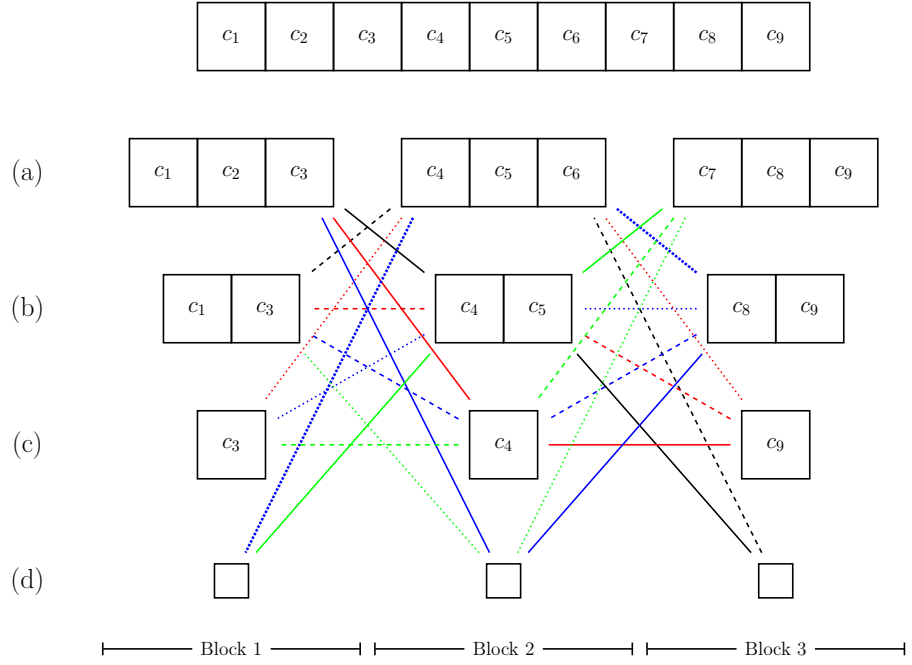 c₁ c₂ c₃ c₄ c₅ c₆ c₇ c₈ c₉
(a) c₁ c₂ c₃ c₄ c₅ c₆ c₇ c₈ c₉
(b) c₁ c₃ c₄ c₅ c₈ c₉
(c) c₃ c₄ c₉
(d)
Block 1 Block 2 Block 3